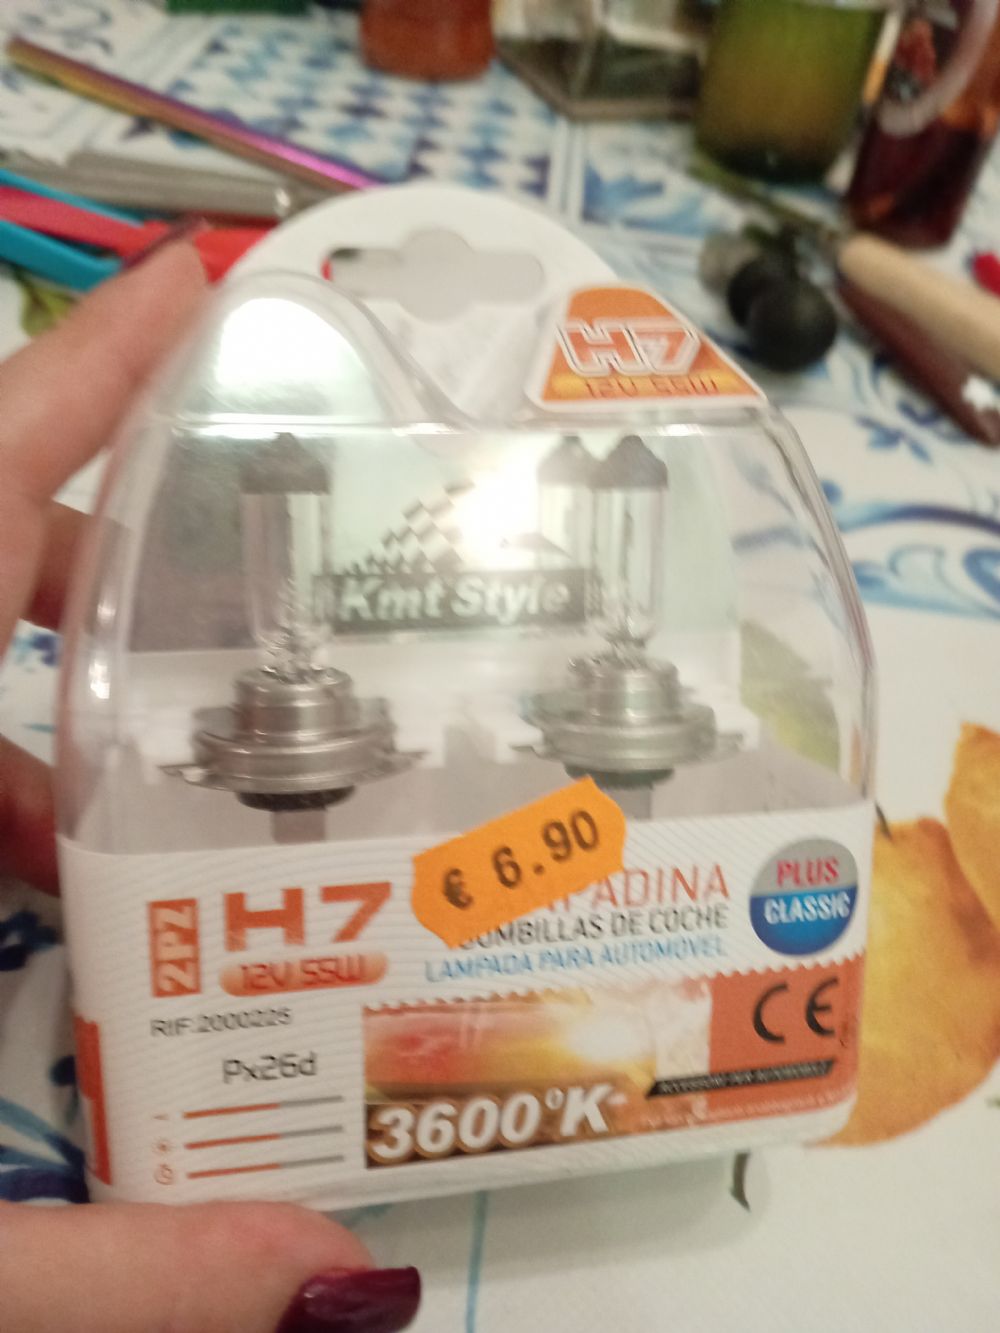 H7
12V 55W
Kmt Style
€ 6.90
PLUS
CLASSIC
2PZ
H7
12V 55W
PADINA
BOMBILLAS DE COCHE
LAMPADA PARA AUTOMOVEL
RIF:2000225
Px26d
CE
3600°K